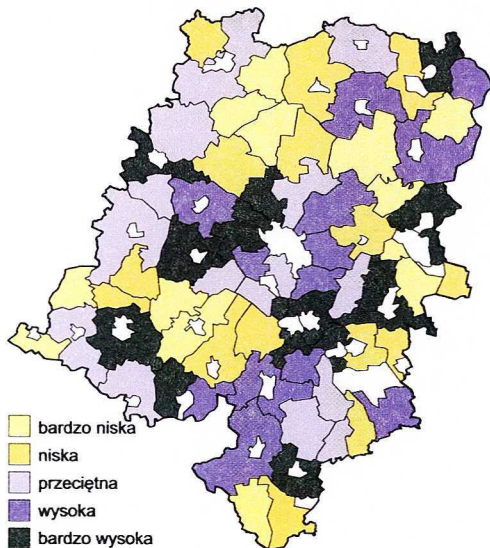 bardzo niska
niska
przeciętna
wysoka
bardzo wysoka